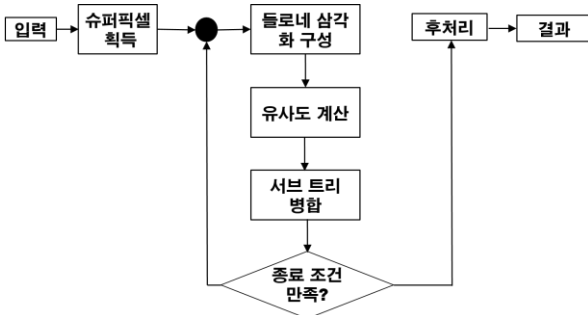 입력
슈퍼픽셀
획득
들로네 삼각
화 구성
유사도 계산
서브 트리
병합
종료 조건
만족?
후처리
결과